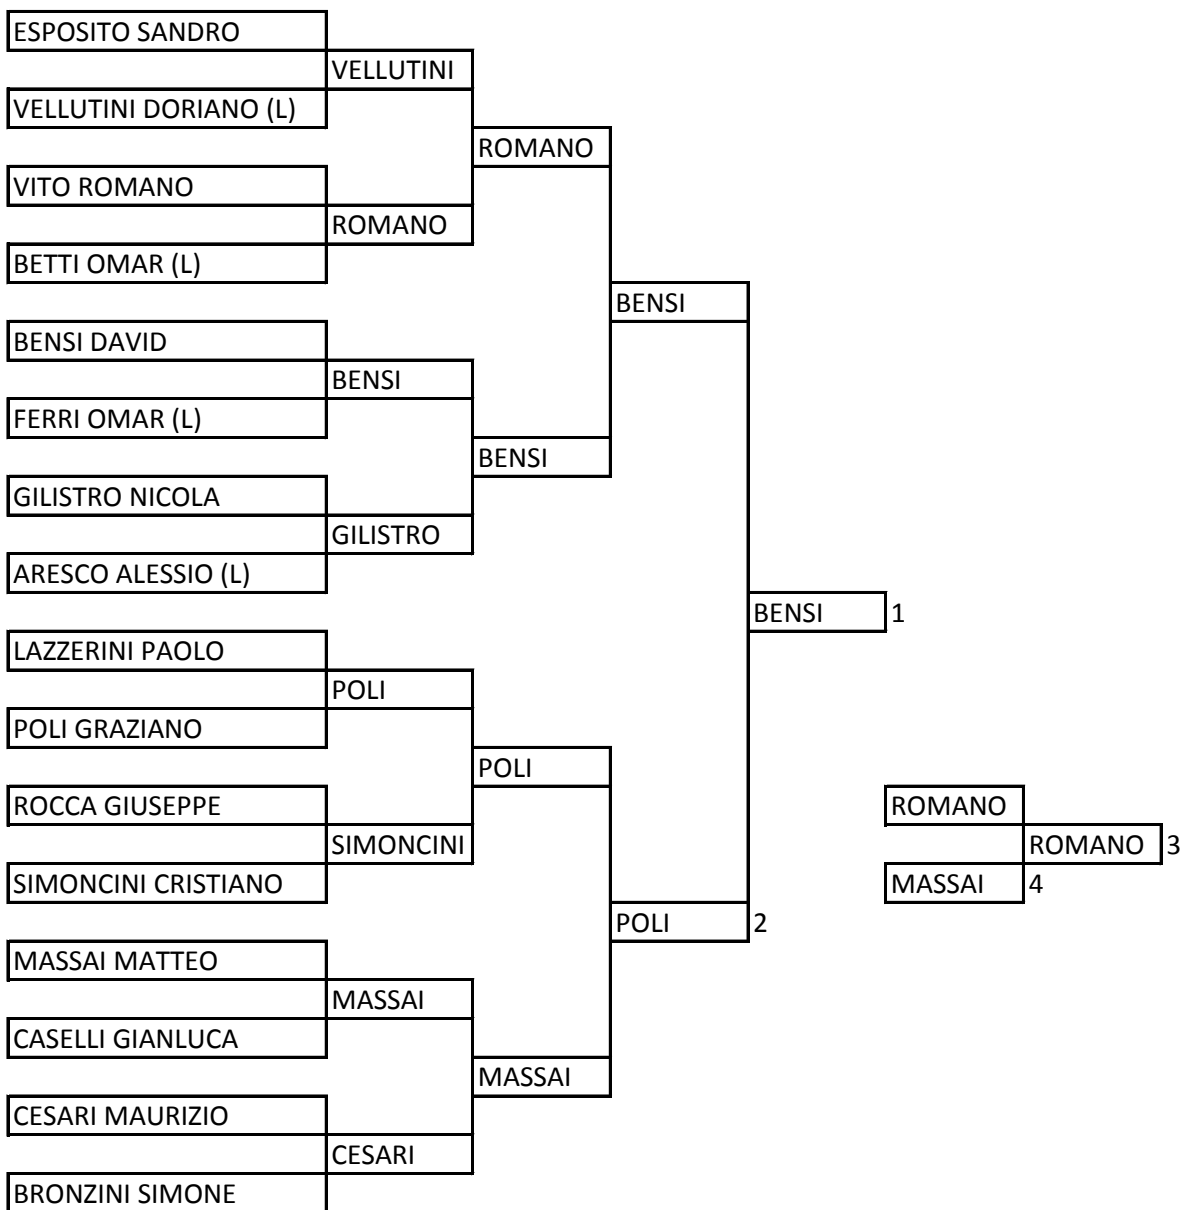 ESPOSITO SANDRO
VELLUTINI
VELLUTINI DORIANO (L)
ROMANO
VITO ROMANO
ROMANO
BETTI OMAR (L)
BENSI
BENSI DAVID
BENSI
FERRI OMAR (L)
BENSI
GILISTRO NICOLA
GILISTRO
ARESCO ALESSIO (L)
BENSI 1
LAZZERINI PAOLO
POLI
POLI GRAZIANO
POLI
ROCCA GIUSEPPE ROMANO
SIMONCINI ROMANO 3
SIMONCINI CRISTIANO MASSAI 4
POLI 2
MASSAI MATTEO
MASSAI
CASELLI GIANLUCA
MASSAI
CESARI MAURIZIO
CESARI
BRONZINI SIMONE